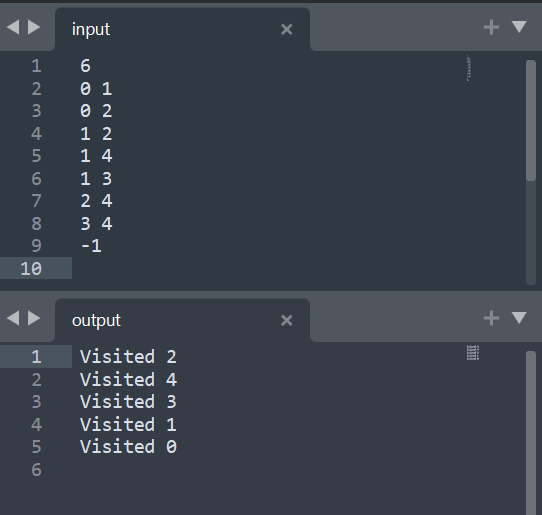 input
1 6
2 0 1
3 0 2
4 1 2
5 1 4
6 1 3
7 2 4
8 3 4
9 -1
10
output
1 Visited 2
2 Visited 4
3 Visited 3
4 Visited 1
5 Visited 0
6